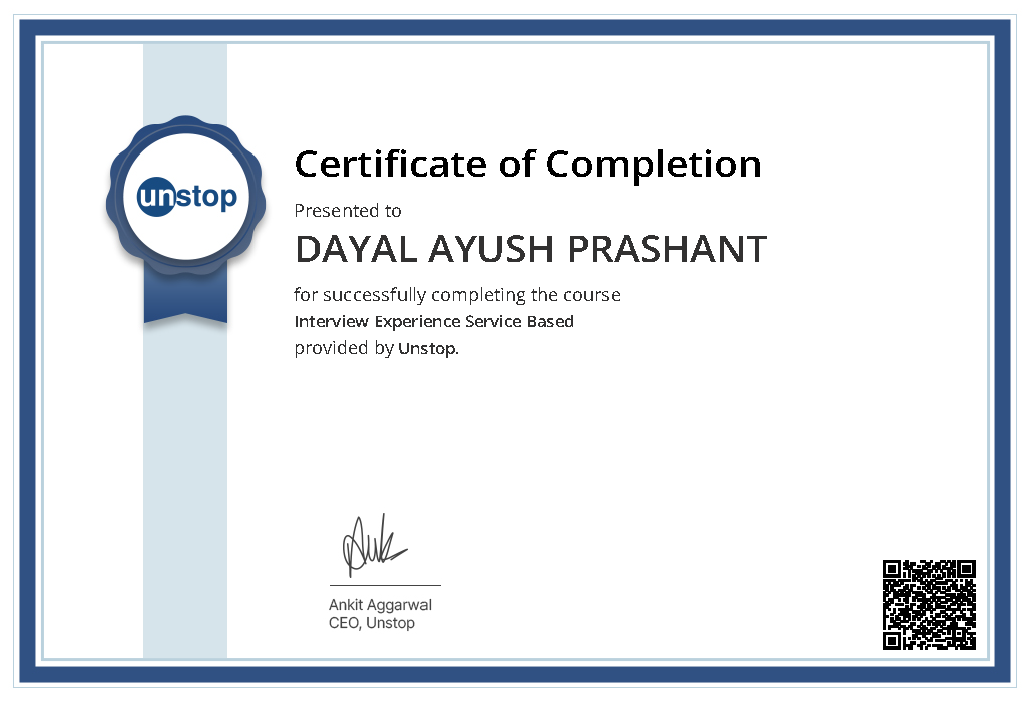 unstop
Certificate of Completion
Presented to
DAYAL AYUSH PRASHANT
for successfully completing the course
Interview Experience Service Based
provided by Unstop.
Ankit Aggarwal
CEO, Unstop